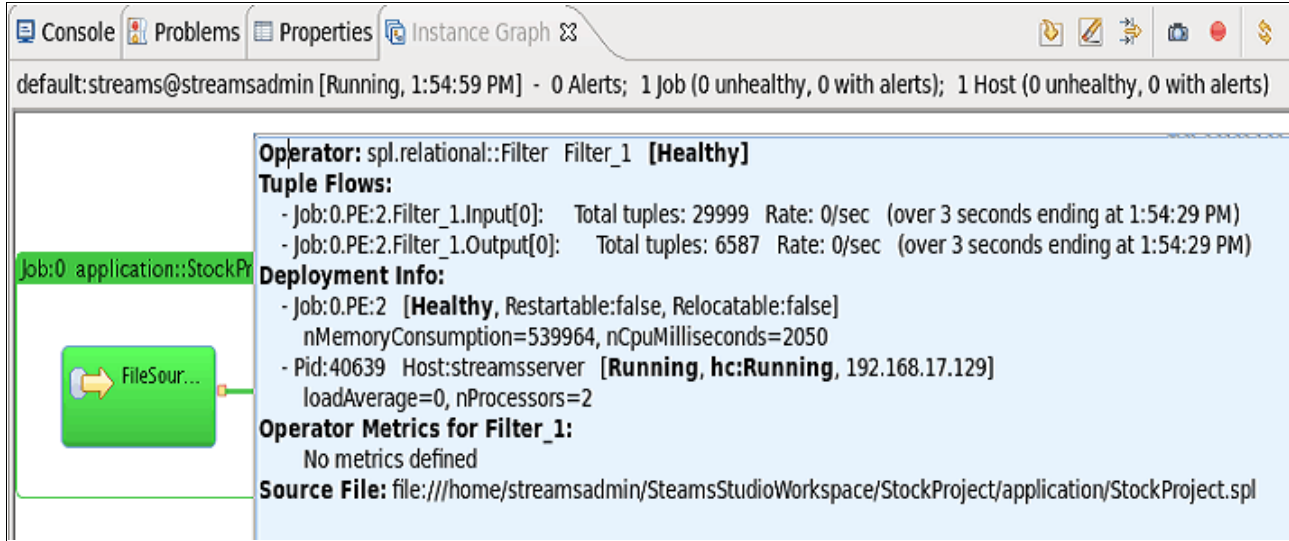 Console Problems Properties Instance Graph
default:streams@streamsadmin [Running, 1:54:59 PM] - 0 Alerts; 1 Job (0 unhealthy, 0 with alerts); 1 Host (0 unhealthy, 0 with alerts)
Operator: spl.relational::Filter Filter_1 [Healthy]
Tuple Flows:
- Job:0.PE:2.Filter_1.Input[0]: Total tuples: 29999 Rate: 0/sec (over 3 seconds ending at 1:54:29 PM)
- Job:0.PE:2.Filter_1.Output[0]: Total tuples: 6587 Rate: 0/sec (over 3 seconds ending at 1:54:29 PM)
Job:0 application::StockPr
Deployment Info:
- Job:0.PE:2 [Healthy, Restartable:false, Relocatable:false]
nMemoryConsumption=539964, nCpuMilliseconds=2050
- Pid:40639 Host:streamsserver [Running, hc:Running, 192.168.17.129]
FileSour...
loadAverage=0, nProcessors=2
Operator Metrics for Filter_1:
No metrics defined
Source File: file:///home/streamsadmin/SteamsStudioWorkspace/StockProject/application/StockProject.spl